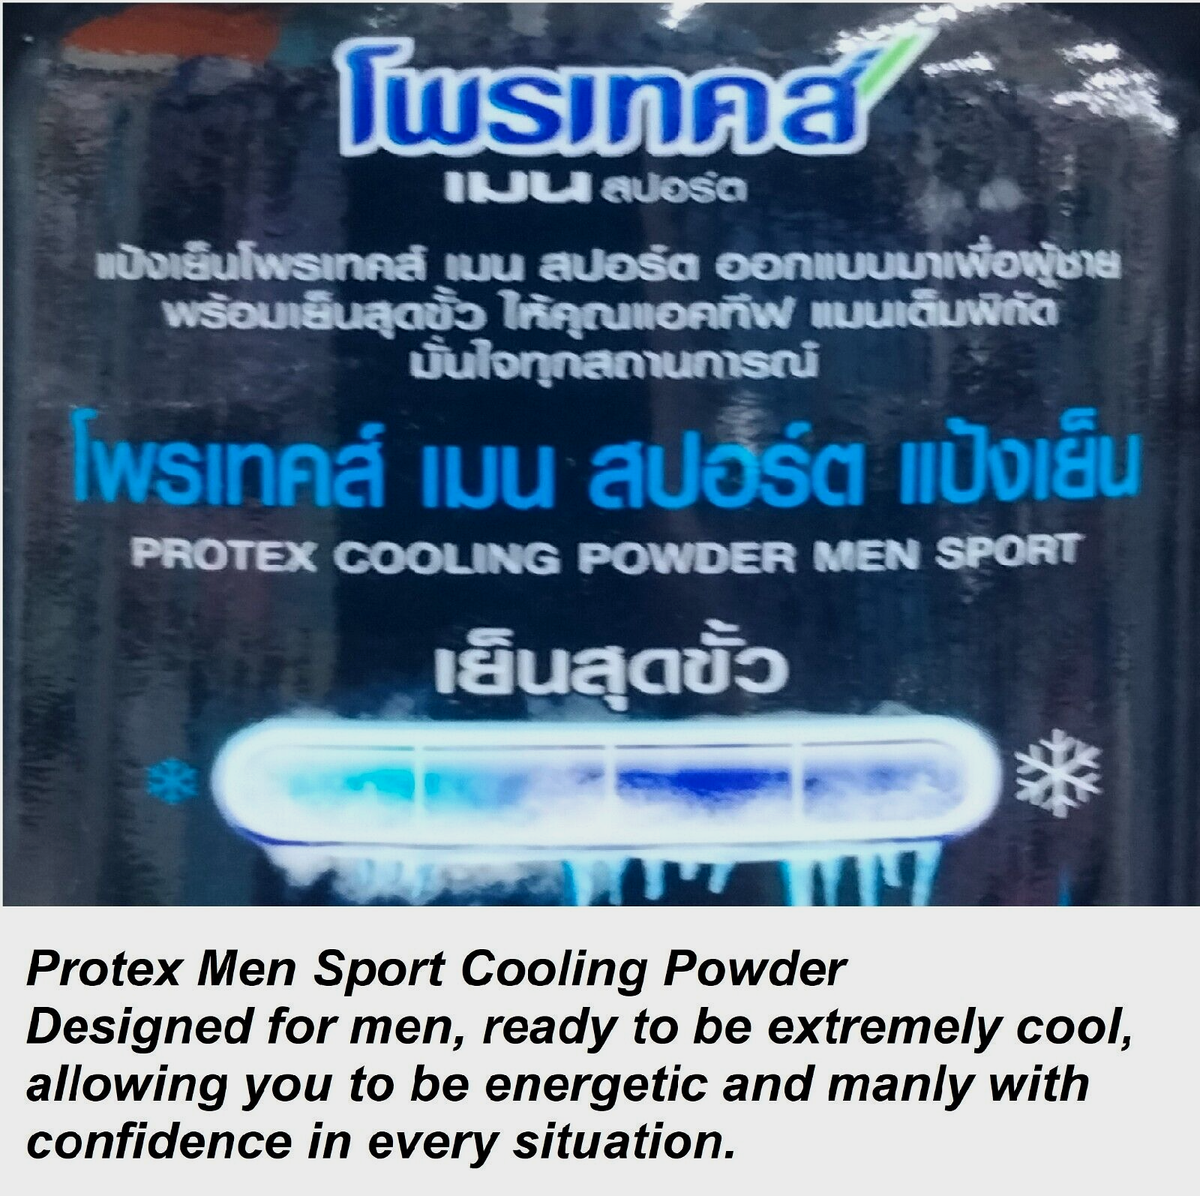 โพรเทคส์
เมน สปอร์ต
แป้งเย็นโพรเทคส์ เมน สปอร์ต ออกแบบมาเพื่อผู้ชาย
พร้อมเย็นสุดขั้ว ให้คุณแอคทีฟ แมนเต็มพิกัด
มั่นใจทุกสถานการณ์
โพรเทคส์ เมน สปอร์ต แป้งเย็น
PROTEX COOLING POWDER MEN SPORT
เย็นสุดขั้ว
Protex Men Sport Cooling Powder
Designed for men, ready to be extremely cool,
allowing you to be energetic and manly with
confidence in every situation.